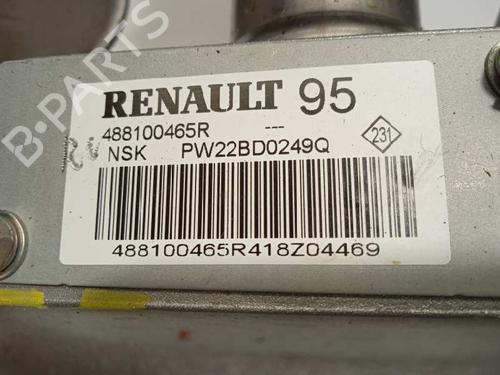 RENAULT 95
488100465R ---
NSK PW22BD0249Q
231
488100465R418Z04469
B-PARTS